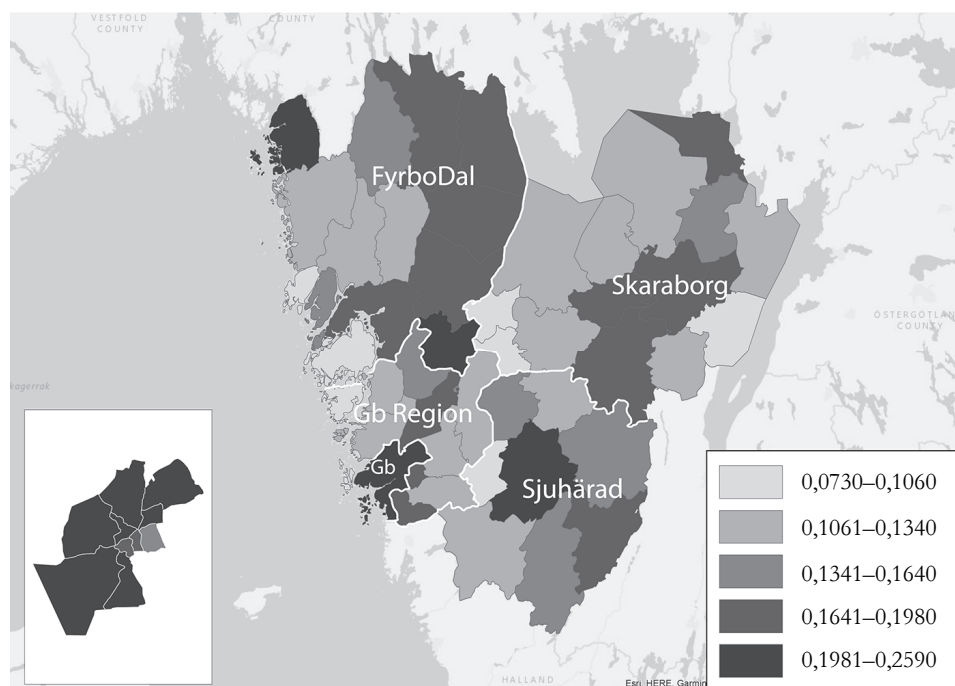 VESTFOLD
COUNTY
COUNTY
FyrboDal
Skaraborg
ÖSTERGOTLAN
COUNTY
kagerrak.
Gb Region
Gb
Sjuhärad
0,0730–0,1060
0,1061–0,1340
0,1341–0,1640
0,1641–0,1980
0,1981–0,2590
HALLAND
Esri, HERE, Garmin